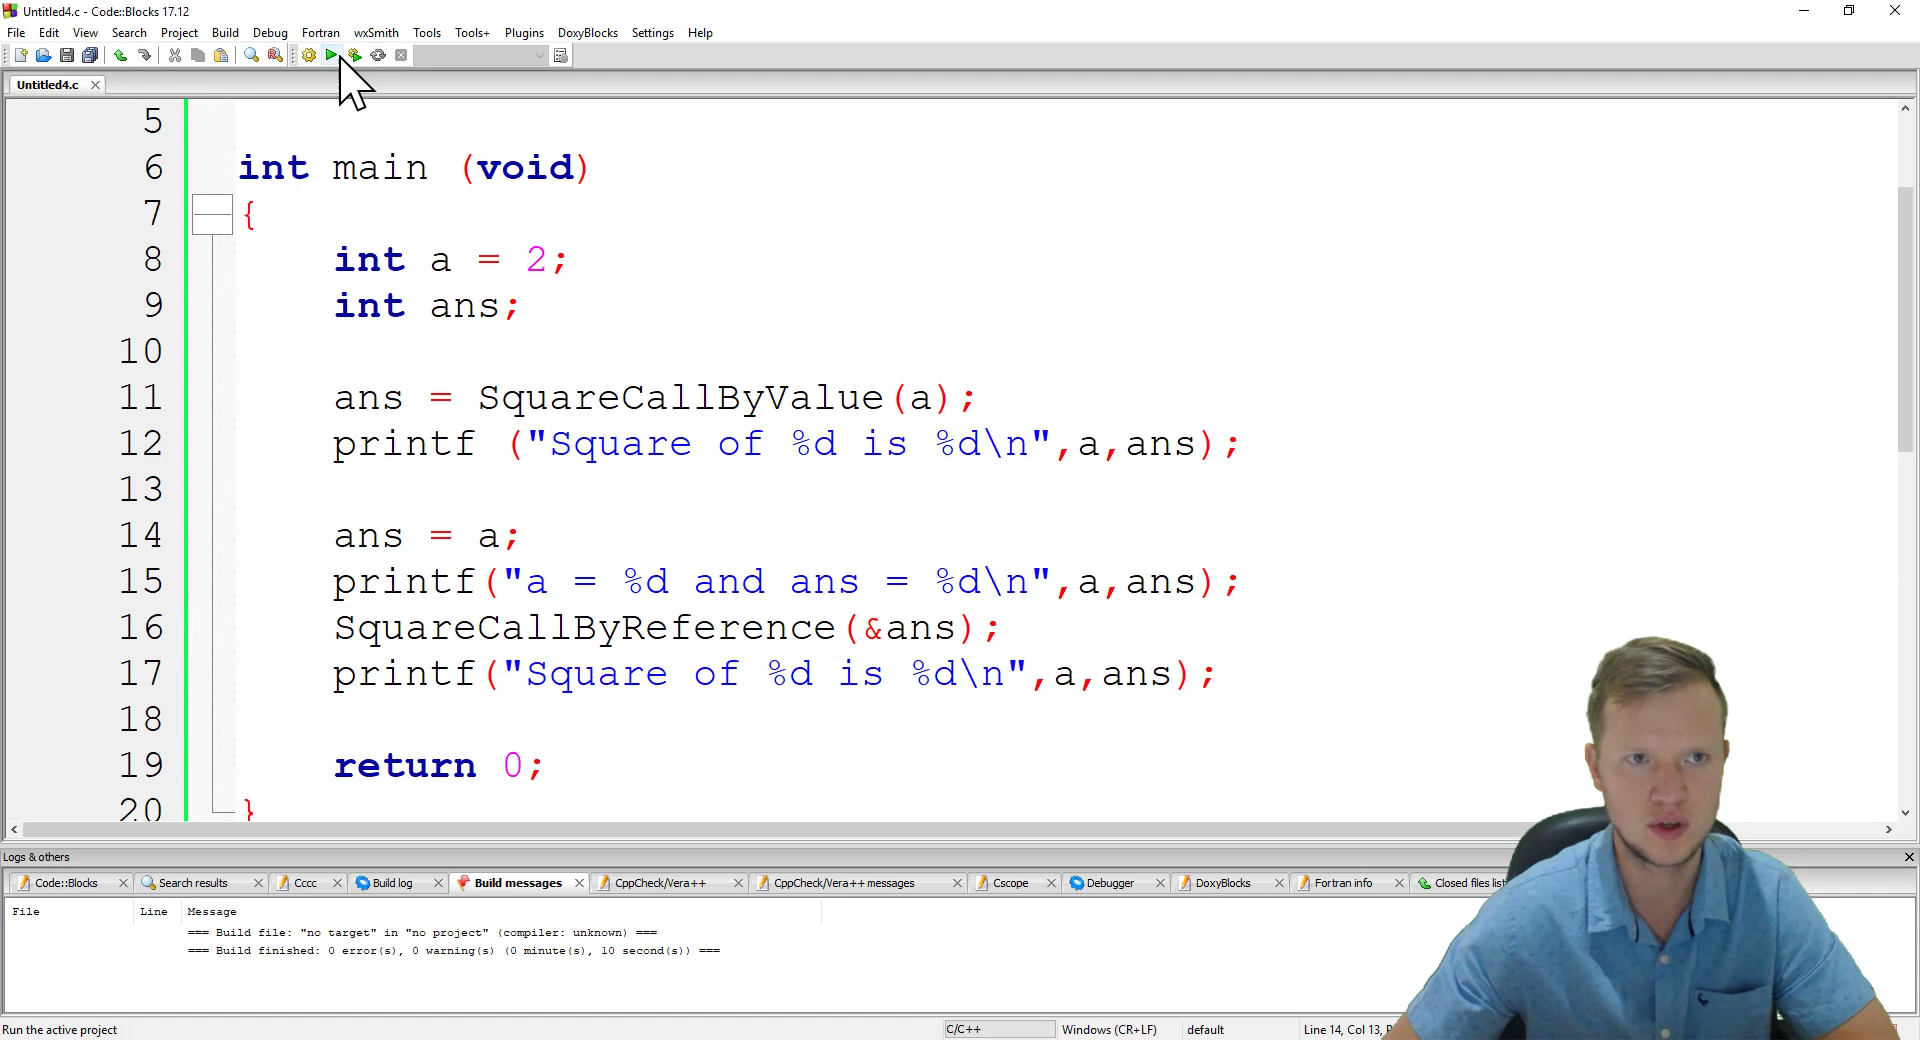 Untitled4.c - Code::Blocks 17.12
File Edit View Search Project Build Debug Fortran wxSmith Tools Tools+ Plugins DoxyBlocks Settings Help
Untitled4.c
5
6 int main (void)
7 {
8 int a = 2;
9 int ans;
10
11 ans = SquareCallByValue(a);
12 printf ("Square of %d is %d\n",a,ans);
13
14 ans = a;
15 printf("a = %d and ans = %d\n",a,ans);
16 SquareCallByReference(&ans);
17 printf("Square of %d is %d\n",a,ans);
18
19 return 0;
20 }
Logs & others
Code::Blocks Search results Cccc Build log Build messages CppCheck/Vera++ CppCheck/Vera++ messages Cscope Debugger DoxyBlocks Fortran info Closed files list
File Line Message
=== Build file: "no target" in "no project" (compiler: unknown) ===
=== Build finished: 0 error(s), 0 warning(s) (0 minute(s), 10 second(s)) ===
Run the active project C/C++ Windows (CR+LF) default Line 14, Col 13,